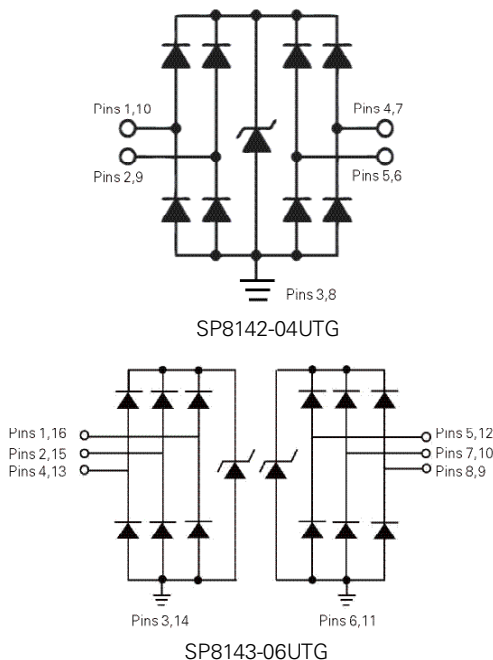 Pins 1,10
Pins 4,7
Pins 2,9
Pins 5,6
Pins 3,8
SP8142-04UTG
Pins 1,16
Pins 2,15
Pins 4,13
Pins 5,12
Pins 7,10
Pins 8,9
Pins 3,14
Pins 6,11
SP8143-06UTG